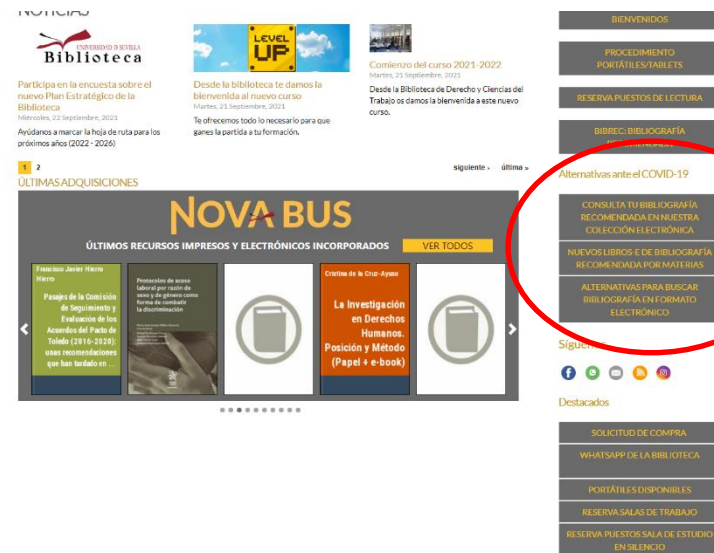 NOTICIAS
UNIVERSIDAD D SEVILLA
Biblioteca
Participa en la encuesta sobre el
nuevo Plan Estratégico de la
Biblioteca
Miércoles, 22 Septiembre, 2021
Ayúdanos a marcar la hoja de ruta para los
próximos años (2022 - 2026)
LEVEL
UP
Desde la biblioteca te damos la
bienvenida al nuevo curso
Martes, 21 Septiembre, 2021
Te ofrecemos todo lo necesario para que
ganes la partida a tu formación.
Comienzo del curso 2021-2022
Martes, 21 Septiembre, 2021
Desde la Biblioteca de Derecho y Ciencias del
Trabajo os damos la bienvenida a este nuevo
curso.
1 2
siguiente › última »
ÚLTIMAS ADQUISICIONES
NOVA BUS
ÚLTIMOS RECURSOS IMPRESOS Y ELECTRÓNICOS INCORPORADOS
VER TODOS
Francisco Javier Hierro
Hierro
Pasajes de la Comisión
de Seguimiento y
Evaluación de los
Acuerdos del Pacto de
Toledo (2016-2020):
unas recomendaciones
que han tardado en ...
Protocolos de acoso
laboral por razón de
sexo y de género como
forma de combatir
la discriminación
Cristina de la Cruz-Ayuso
La Investigación
en Derechos
Humanos.
Posición y Método
(Papel + e-book)
BIENVENIDOS
PROCEDIMIENTO
PORTÁTILES/TABLETS
RESERVA PUESTOS DE LECTURA
BIBREC: BIBLIOGRAFÍA
Alternativas ante el COVID-19
CONSULTA TU BIBLIOGRAFÍA
RECOMENDADA EN NUESTRA
COLECCIÓN ELECTRÓNICA
NUEVOS LIBROS-E DE BIBLIOGRAFÍA
RECOMENDADA POR MATERIAS
ALTERNATIVAS PARA BUSCAR
BIBLIOGRAFÍA EN FORMATO
ELECTRÓNICO
Destacados
SOLICITUD DE COMPRA
WHATSAPP DE LA BIBLIOTECA
PORTÁTILES DISPONIBLES
RESERVA SALAS DE TRABAJO
RESERVA PUESTOS SALA DE ESTUDIO
EN SILENCIO